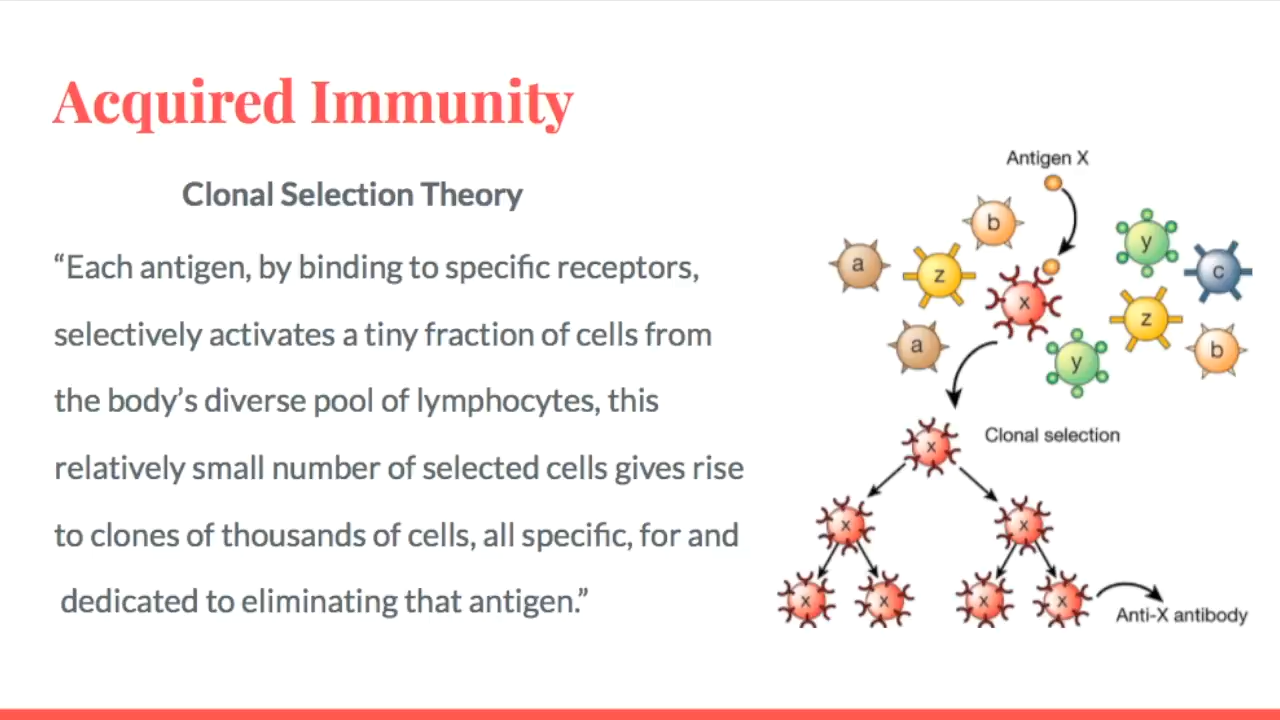 Acquired Immunity
Clonal Selection Theory
“Each antigen, by binding to specific receptors,
selectively activates a tiny fraction of cells from
the body’s diverse pool of lymphocytes, this
relatively small number of selected cells gives rise
to clones of thousands of cells, all specific, for and
dedicated to eliminating that antigen.”
Antigen X
b
y
a
z
c
x
z
a
y
b
x
Clonal selection
x
x
x
x
x
x
Anti-X antibody